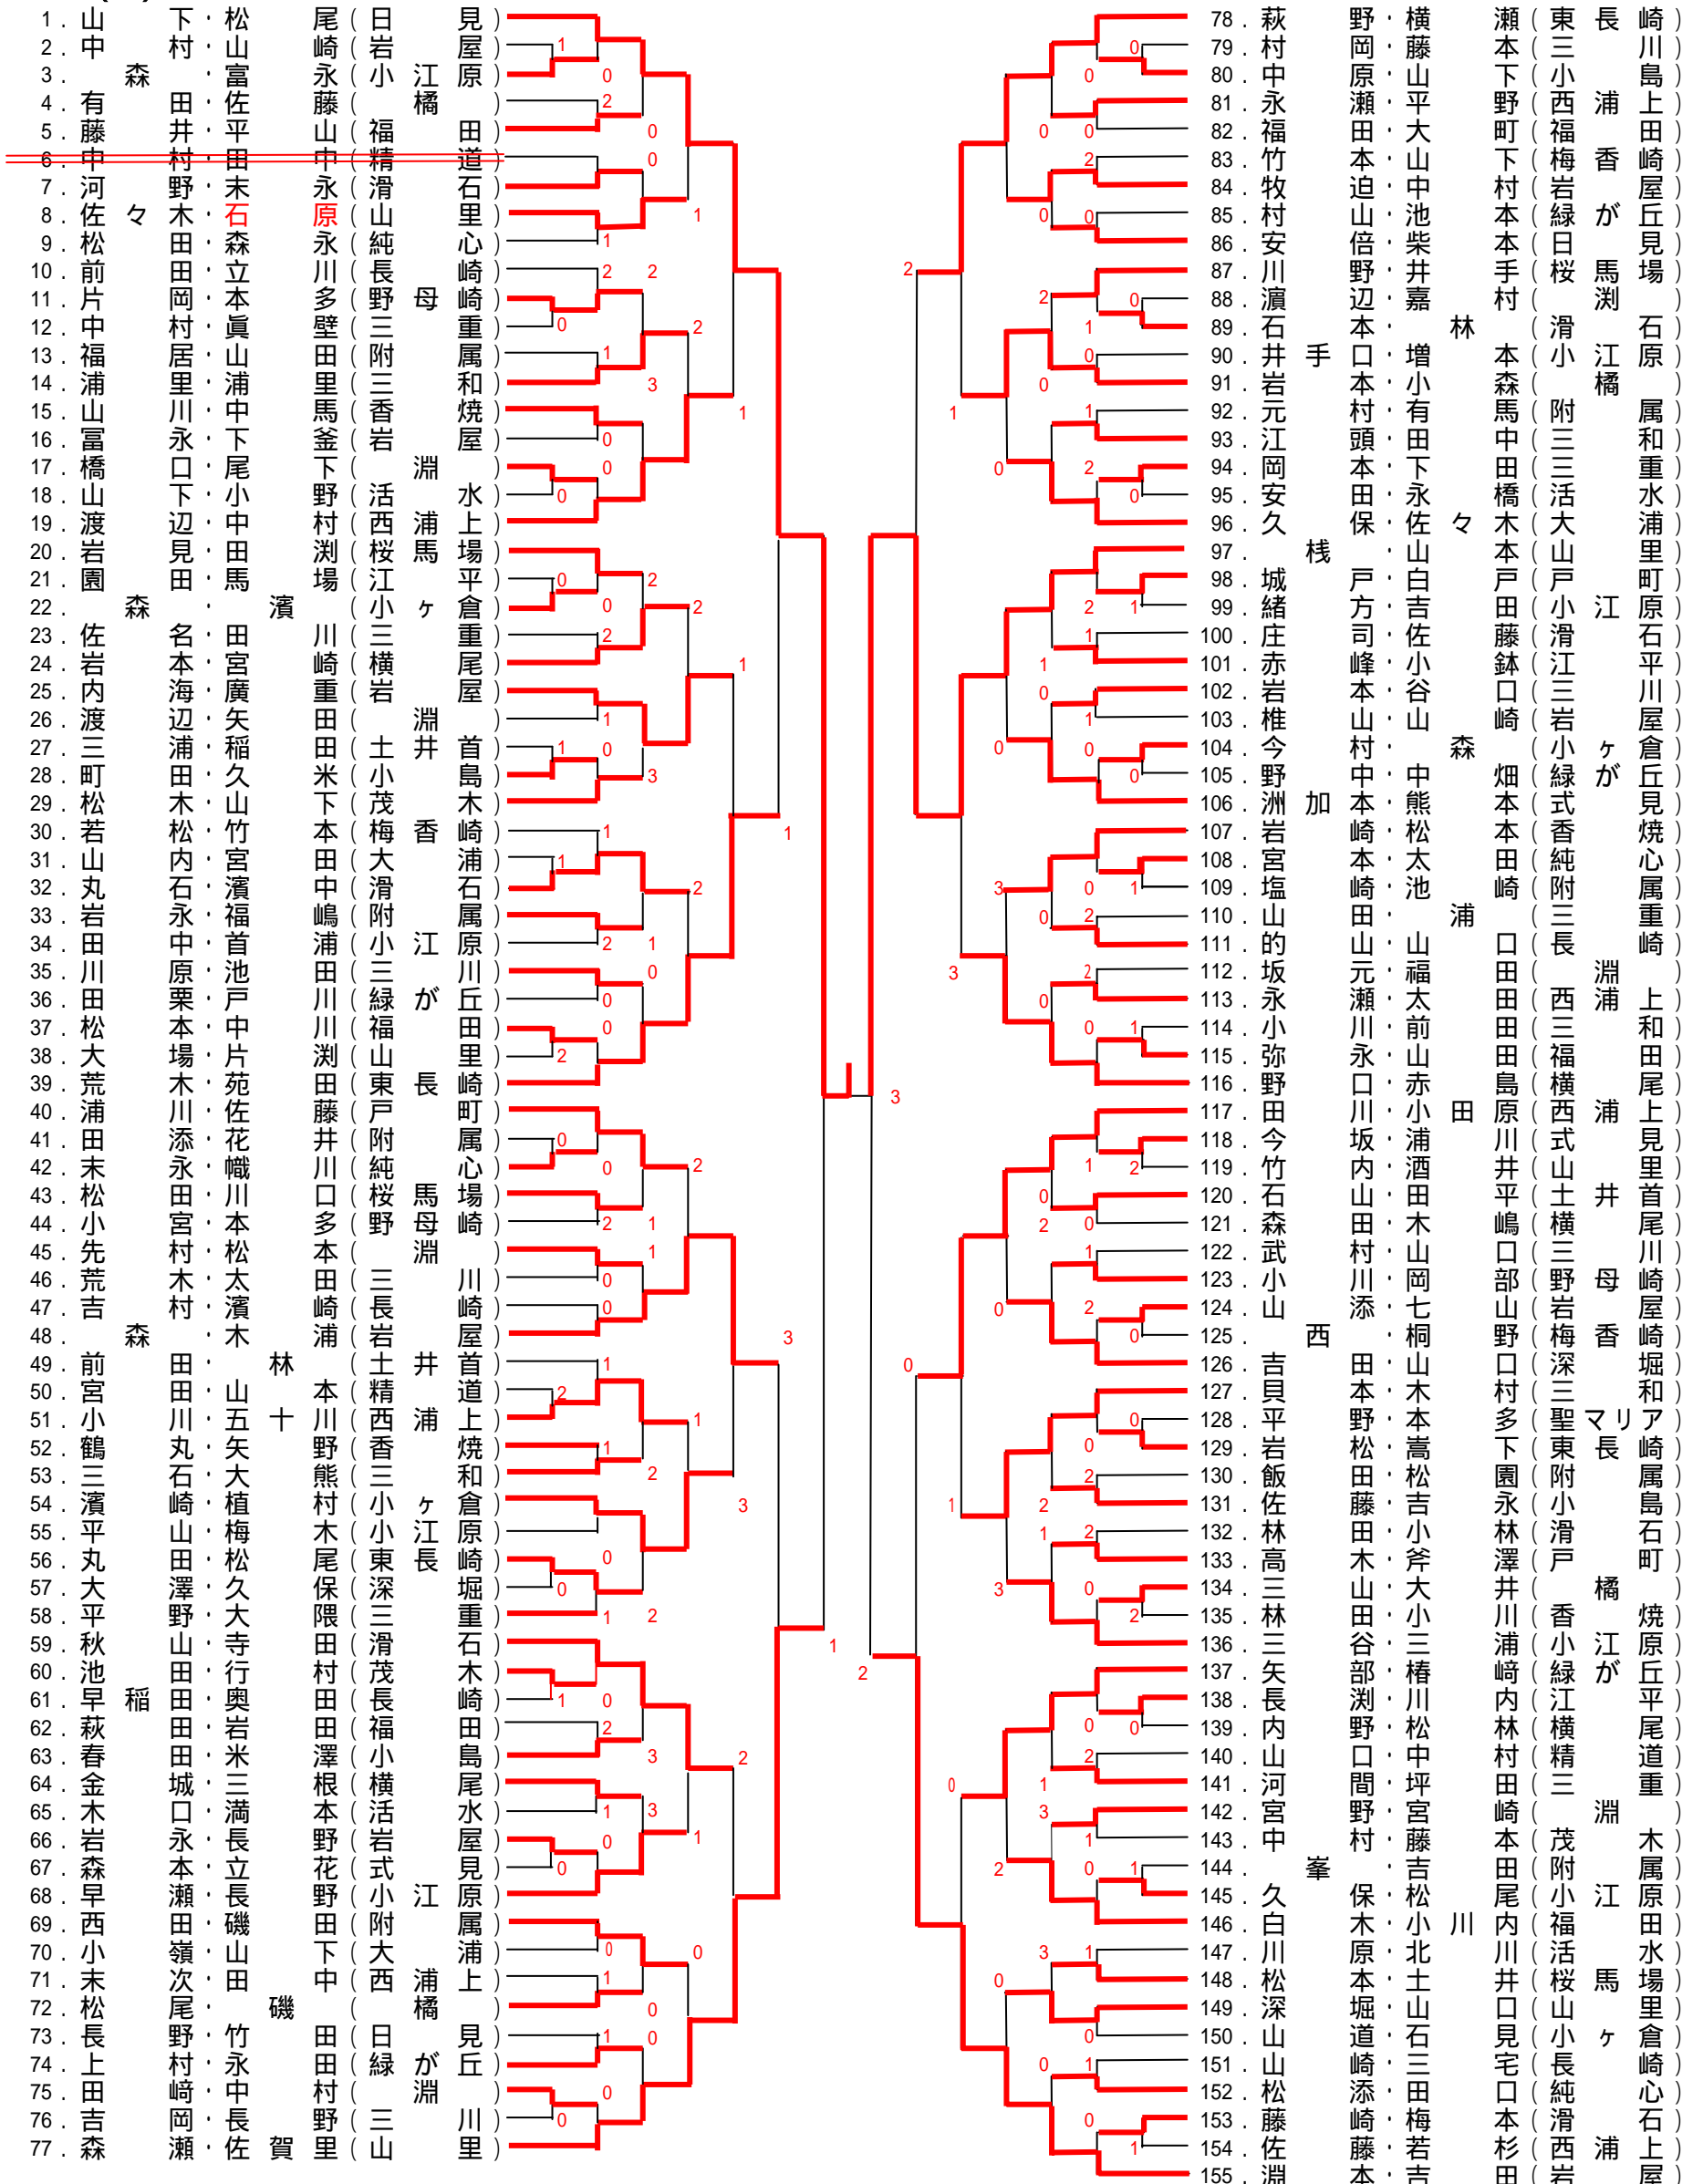 1. 山下・松尾(日見)
2. 中村・山崎(岩屋)
3. 森・富永(小江原)
4. 有田・佐藤(橘)
5. 藤井・平山(福田)
6. 中村・田中(精道)
7. 河野・末永(滑石)
8. 佐々木・石原(山里)
9. 松田・森永(純心)
10. 前田・立川(長崎)
11. 片岡・本多(野母崎)
12. 中村・眞壁(三重)
13. 福居・山田(附属)
14. 浦里・浦里(三和)
15. 山川・中馬(香焼)
16. 冨永・下釜(岩屋)
17. 橋口・尾下(淵)
18. 山下・小野(活水)
19. 渡辺・中村(西浦上)
20. 岩見・田渕(桜馬場)
21. 園田・馬場(江平)
22. 森・濱(小ヶ倉)
23. 佐名・田川(三重)
24. 岩本・宮崎(横尾)
25. 内海・廣重(岩屋)
26. 渡辺・矢田(淵)
27. 三浦・稲田(土井首)
28. 町田・久米(小島)
29. 松木・山下(茂木)
30. 若松・竹本(梅香崎)
31. 山内・宮田(大浦)
32. 丸石・濱中(滑石)
33. 岩永・福嶋(附属)
34. 田中・首浦(小江原)
35. 川原・池田(三川)
36. 田栗・戸川(緑が丘)
37. 松本・中川(福田)
38. 大場・片渕(山里)
39. 荒木・苑田(東長崎)
40. 浦川・佐藤(戸町)
41. 田添・花井(附属)
42. 末永・幟川(純心)
43. 松田・川口(桜馬場)
44. 小宮・本多(野母崎)
45. 先村・松本(淵)
46. 荒木・太田(三川)
47. 吉村・濱崎(長崎)
48. 森・木浦(岩屋)
49. 前田・林(土井首)
50. 宮田・山本(精道)
51. 小川・五十川(西浦上)
52. 鶴丸・矢野(香焼)
53. 三石・大熊(三和)
54. 濱崎・植村(小ヶ倉)
55. 平山・梅木(小江原)
56. 丸田・松尾(東長崎)
57. 大澤・久保(深堀)
58. 平野・大隈(三重)
59. 秋山・寺田(滑石)
60. 池田・行村(茂木)
61. 早稲田・奥田(長崎)
62. 萩田・岩田(福田)
63. 春田・米澤(小島)
64. 金城・三根(横尾)
65. 木口・満本(活水)
66. 岩永・長野(岩屋)
67. 森本・立花(式見)
68. 早瀬・長野(小江原)
69. 西田・磯田(附属)
70. 小嶺・山下(大浦)
71. 末次・田中(西浦上)
72. 松尾・磯(橘)
73. 長野・竹田(日見)
74. 上村・永田(緑が丘)
75. 田﨑・中村(淵)
76. 吉岡・長野(三川)
77. 森瀬・佐賀里(山里)
78. 萩野・横瀬(東長崎)
79. 村岡・藤本(三川)
80. 中原・山下(小島)
81. 永瀬・平野(西浦上)
82. 福田・大町(福田)
83. 竹本・山下(梅香崎)
84. 牧迫・中村(岩屋)
85. 村山・池本(緑が丘)
86. 安倍・柴本(日見)
87. 川野・井手(桜馬場)
88. 濵辺・嘉村(渕)
89. 石本・林(滑石)
90. 井手口・増本(小江原)
91. 岩本・小森(橘)
92. 元村・有馬(附属)
93. 江頭・田中(三和)
94. 岡本・下田(三重)
95. 安田・永橋(活水)
96. 久保・佐々木(大浦)
97. 桟・山本(山里)
98. 城戸・白戸(戸町)
99. 緒方・吉田(小江原)
100. 庄司・佐藤(滑石)
101. 赤峰・小鉢(江平)
102. 岩本・谷口(三川)
103. 椎山・山崎(岩屋)
104. 今村・森(小ヶ倉)
105. 野中・中畑(緑が丘)
106. 洲加本・熊本(式見)
107. 岩崎・松本(香焼)
108. 宮本・太田(純心)
109. 塩崎・池崎(附属)
110. 山田・浦(三重)
111. 的山・山口(長崎)
112. 坂元・福田(淵)
113. 永瀬・太田(西浦上)
114. 小川・前田(三和)
115. 弥永・山田(福田)
116. 野口・赤島(横尾)
117. 田川・小田原(西浦上)
118. 今坂・浦川(式見)
119. 竹内・酒井(山里)
120. 石山・田平(土井首)
121. 森田・木嶋(横尾)
122. 武村・山口(三川)
123. 小川・岡部(野母崎)
124. 山添・七山(岩屋)
125. 西・桐野(梅香崎)
126. 吉田・山口(深堀)
127. 貝本・木村(三和)
128. 平野・本多(聖マリア)
129. 岩松・嵩下(東長崎)
130. 飯田・松園(附属)
131. 佐藤・吉永(小島)
132. 林田・小林(滑石)
133. 高木・斧澤(戸町)
134. 三山・大井(橘)
135. 林田・小川(香焼)
136. 三谷・三浦(小江原)
137. 矢部・椿﨑(緑が丘)
138. 長渕・川内(江平)
139. 内野・松林(横尾)
140. 山口・中村(精道)
141. 河間・坪田(三重)
142. 宮野・宮崎(淵)
143. 中村・藤本(茂木)
144. 峯・吉田(附属)
145. 久保・松尾(小江原)
146. 白木・小川内(福田)
147. 川原・北川(活水)
148. 松本・土井(桜馬場)
149. 深堀・山口(山里)
150. 山道・石見(小ヶ倉)
151. 山崎・三宅(長崎)
152. 松添・田口(純心)
153. 藤崎・梅本(滑石)
154. 佐藤・若杉(西浦上)
155. 淵本・吉田(岩屋)